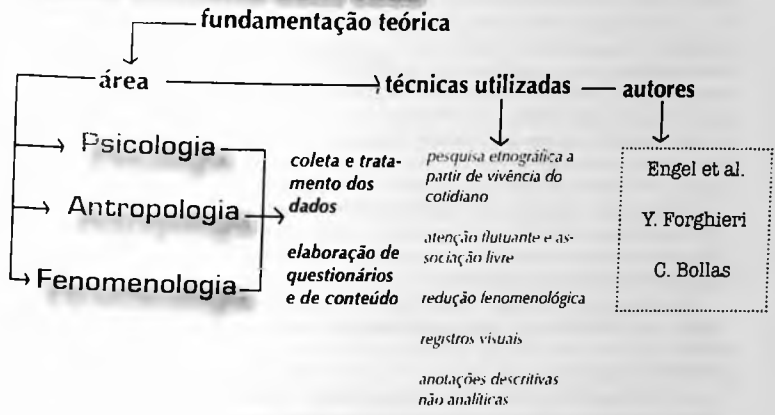 fundamentação teórica
área
técnicas utilizadas
autores
Psicologia
Antropologia
Fenomenologia
coleta e trata-
mento dos
dados
elaboração de
questionários
e de conteúdo
pesquisa etnográfica a
partir de vivência do
cotidiano
atenção flutuante e as-
sociação livre
redução fenomenológica
registros visuais
anotações descritivas
não analíticas
Engel et al.
Y. Forghieri
C. Bollas